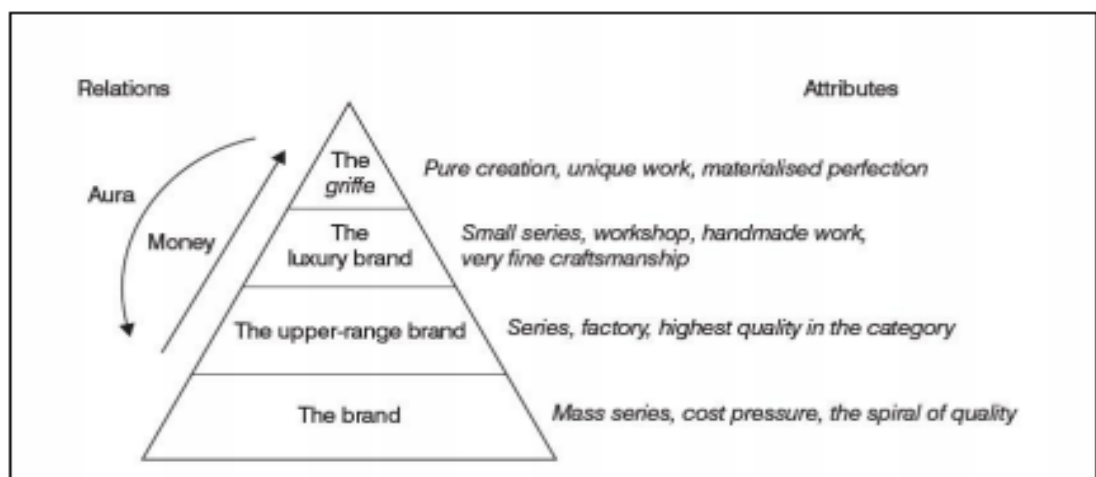 Relations
Attributes
The
griffe
Pure creation, unique work, materialised perfection
Aura
Money
The
luxury brand
Small series, workshop, handmade work,
very fine craftsmanship
The upper-range brand
Series, factory, highest quality in the category
The brand
Mass series, cost pressure, the spiral of quality